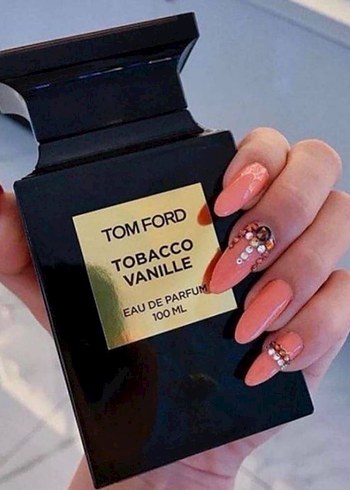 TOM FORD
TOBACCO
VANILLE
EAU DE PARFUM
100 ML